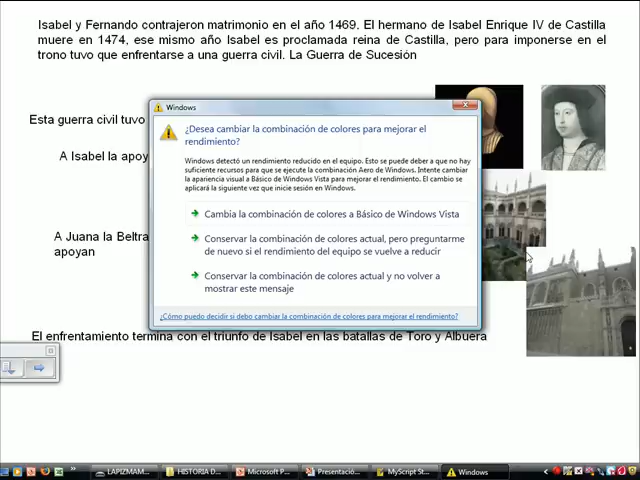 Isabel y Fernando contrajeron matrimonio en el año 1469. El hermano de Isabel Enrique IV de Castilla
muere en 1474, ese mismo año Isabel es proclamada reina de Castilla, pero para imponerse en el
trono tuvo que enfrentarse a una guerra civil. La Guerra de Sucesión
Windows
Esta guerra civil tuvo
¿Desea cambiar la combinación de colores para mejorar el
rendimiento?
A Isabel la apoy
Windows detectó un rendimiento reducido en el equipo. Esto se puede deber a que no hay
suficiente recursos para que se ejecute la combinación Aero de Windows. Intente cambiar
la apariencia visual a Básico de Windows Vista para mejorar el rendimiento. El cambio se
aplicará la siguiente vez que inicie sesión en Windows.
Cambia la combinación de colores a Básico de Windows Vista
A Juana la Beltra
apoyan
Conservar la combinación de colores actual, pero preguntarme
de nuevo si el rendimiento del equipo se vuelve a reducir
Conservar la combinación de colores actual y no volver a
mostrar este mensaje
¿Cómo puedo decidir si debo cambiar la combinación de colores para mejorar el rendimiento?
El enfrentamiento termina con el triunfo de Isabel en las batallas de Toro y Albuera
LAPIZMAM...
HISTORIA D...
Microsoft P...
Presentació...
MyScript St...
Windows